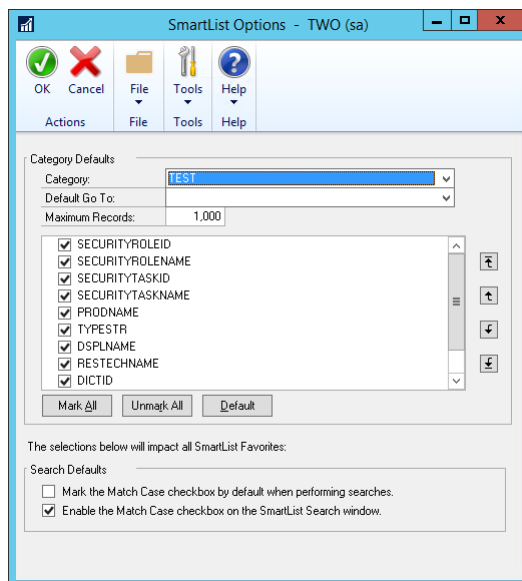 SmartList Options - TWO (sa)
OK Cancel File Tools Help
Actions File Tools Help
Category Defaults
Category: TEST
Default Go To:
Maximum Records: 1,000
SECURITYROLEID
SECURITYROLENAME
SECURITYTASKID
SECURITYTASKNAME
PRODNAME
TYPESTR
DSPLNAME
RESTECHNAME
DICTID
Mark All Unmark All Default
The selections below will impact all SmartList Favorites:
Search Defaults
Mark the Match Case checkbox by default when performing searches.
Enable the Match Case checkbox on the SmartList Search window.